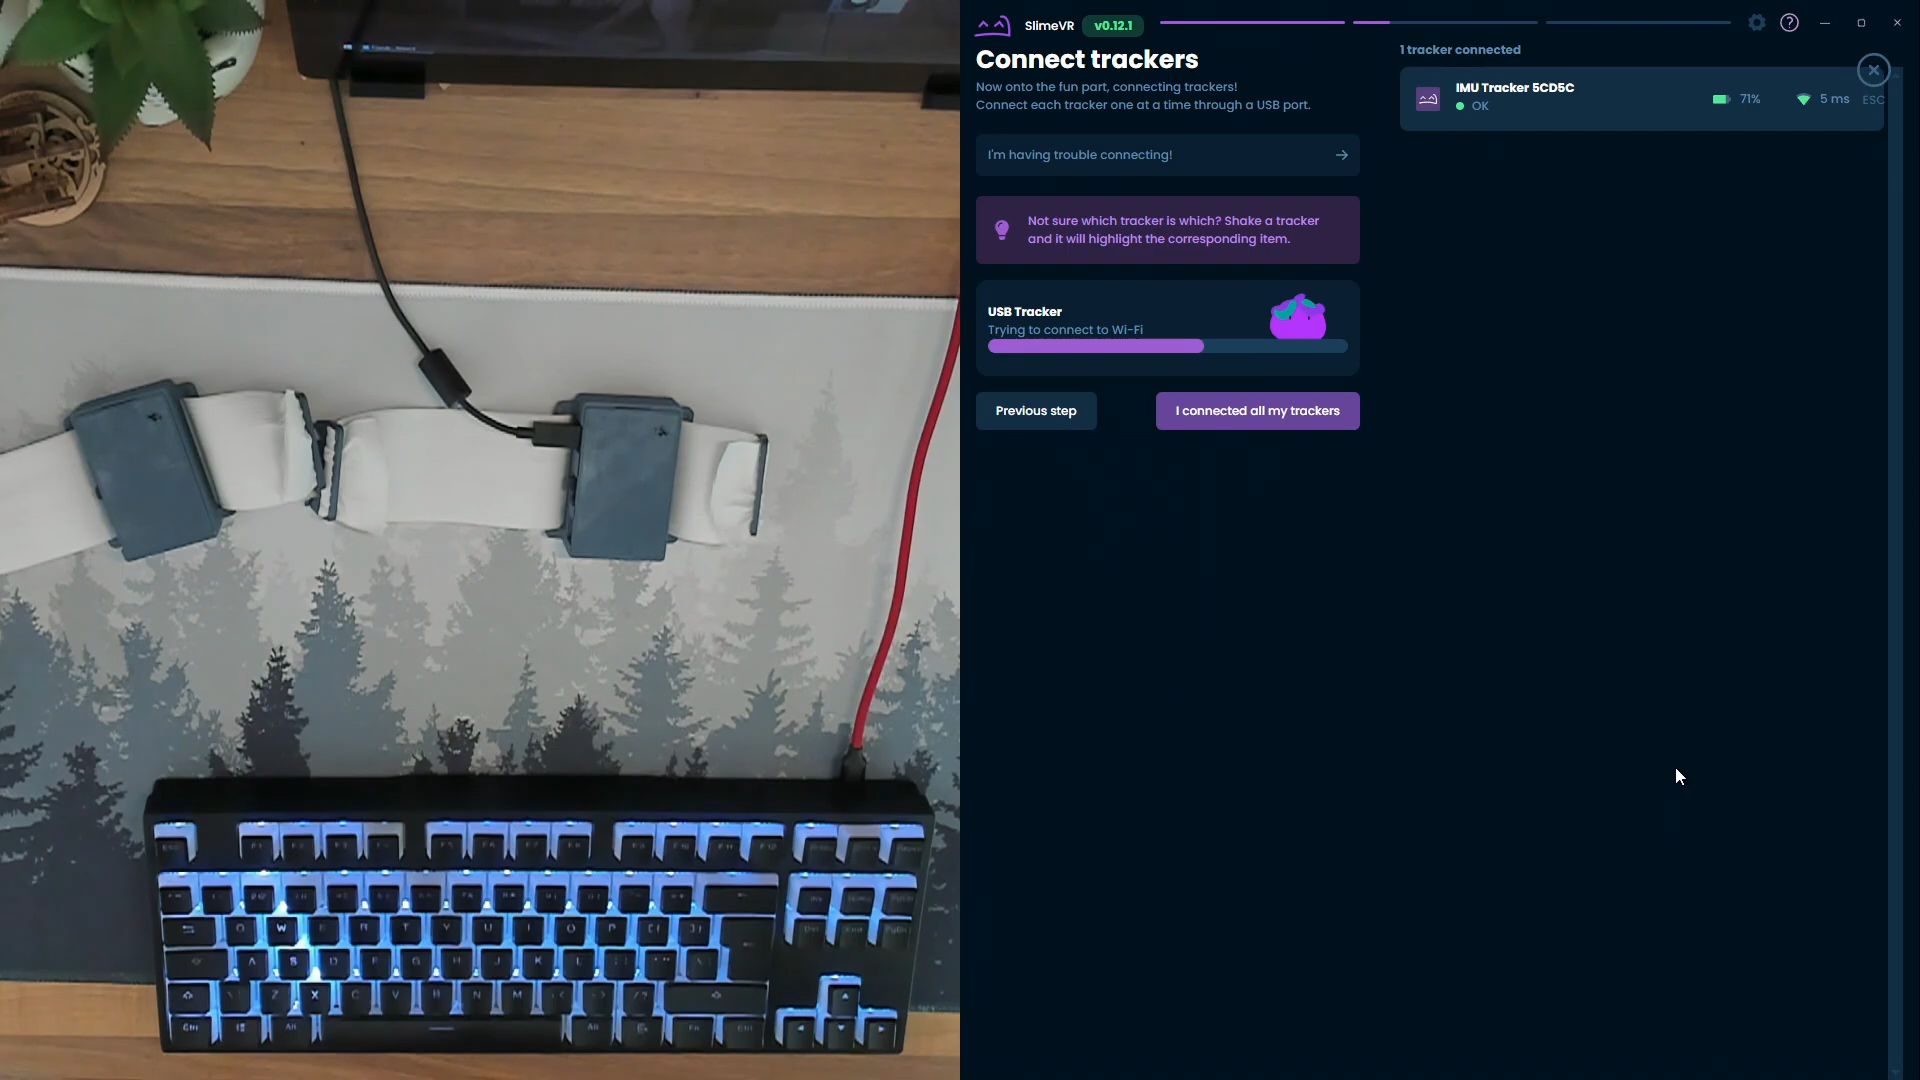 SlimeVR
v0.12.1
Connect trackers
Now onto the fun part, connecting trackers!
Connect each tracker one at a time through a USB port.
I'm having trouble connecting!
Not sure which tracker is which? Shake a tracker
and it will highlight the corresponding item.
USB Tracker
Trying to connect to Wi-Fi
Previous step
I connected all my trackers
1 tracker connected
IMU Tracker 5CD5C
OK
71%
5 ms
ESC
W
T
Y
U
I
O
P
A
S
D
F
G
H
J
K
L
Z
X
C
V
N
M
Ctrl
Alt